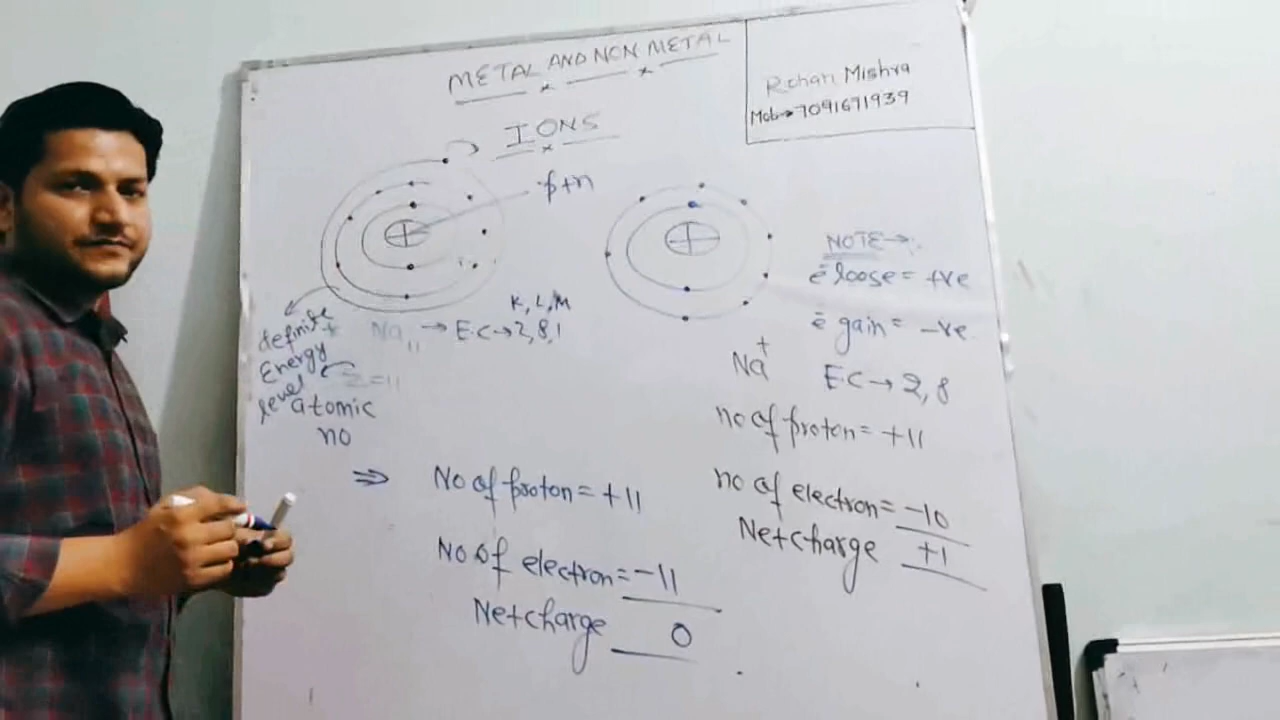 METAL AND NON METAL
Rohan Mishra
Mob→7091671939
IONS
p+n
K, L, M
Na₁₁ → E.C→2,8,1
definite
Energy
level
Z=11
atomic
no
⇒ No of proton = +11
No of electron = -11
Net charge 0
NOTE→
ē loose = +ve
ē gain = -ve
Na⁺ E.C → 2, 8
no of proton = +11
no of electron = -10
Net charge +1